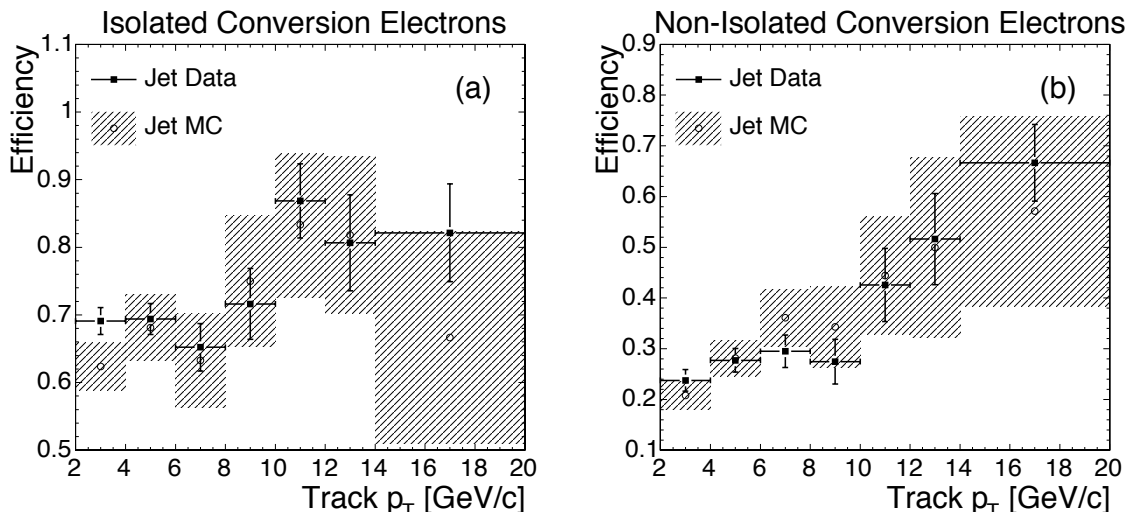 Isolated Conversion Electrons
Efficiency
1.1
1
0.9
0.8
0.7
0.6
0.5
Jet Data
Jet MC
(a)
2 4 6 8 10 12 14 16 18 20
Track p_T [GeV/c]
Non-Isolated Conversion Electrons
Efficiency
0.9
0.8
0.7
0.6
0.5
0.4
0.3
0.2
0.1
Jet Data
Jet MC
(b)
2 4 6 8 10 12 14 16 18 20
Track p_T [GeV/c]